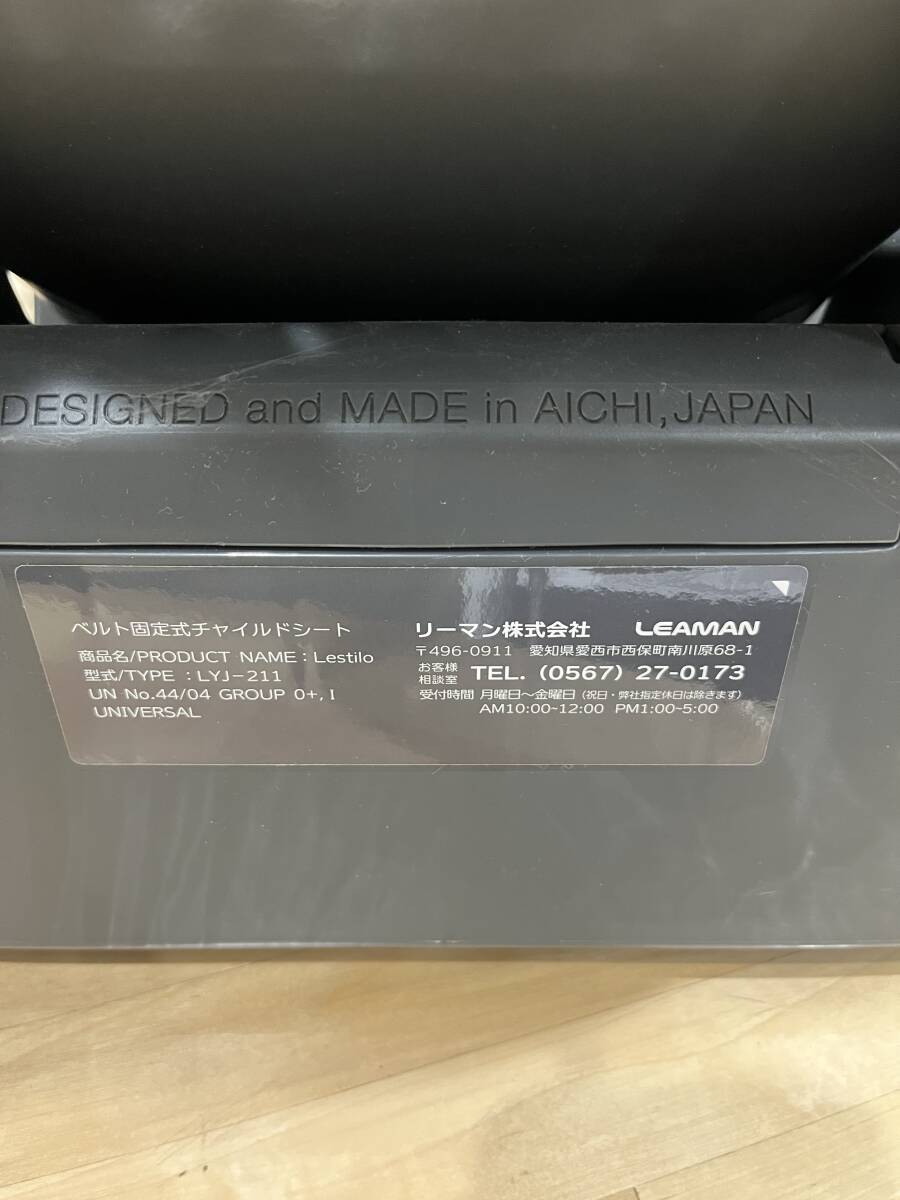 DESIGNED and MADE in AICHI, JAPAN
ベルト固定式チャイルドシート
商品名/PRODUCT NAME：Lestilo
型式/TYPE：LYJ-211
UN No.44/04 GROUP 0+, I
UNIVERSAL
リーマン株式会社 LEAMAN
〒496-0911 愛知県愛西市西保町南川原68-1
お客様相談室 TEL. (0567) 27-0173
受付時間 月曜日～金曜日（祝日・弊社指定休日は除きます）
AM10:00~12:00 PM1:00~5:00